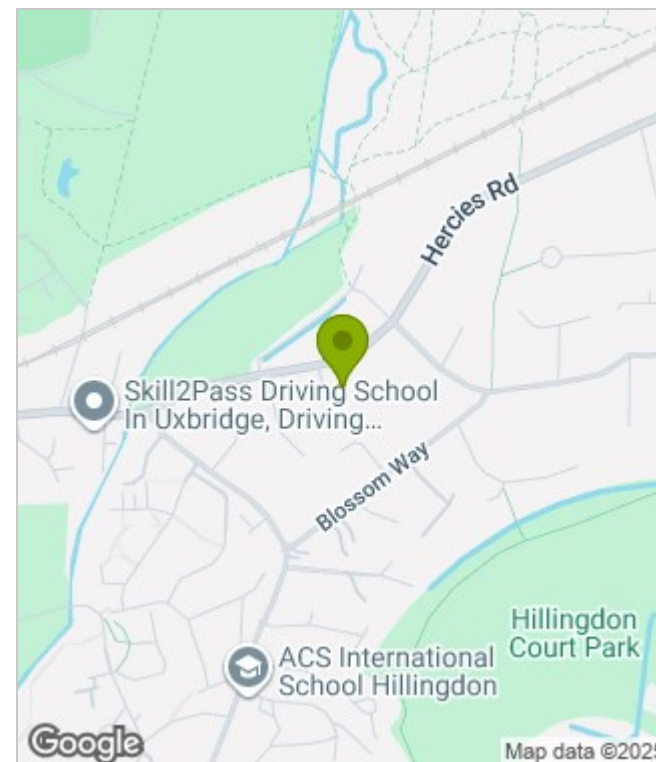 Hercies Rd
Skill2Pass Driving School
In Uxbridge, Driving...
Blossom Way
Hillingdon
Court Park
ACS International
School Hillingdon
Google
Map data ©2025